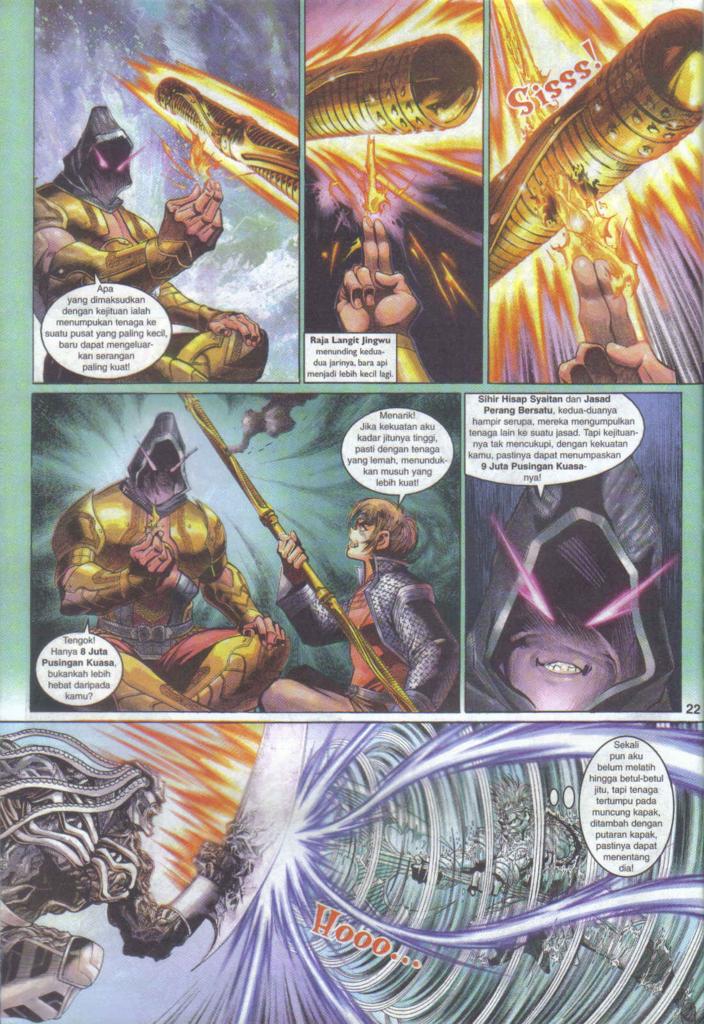 Apa
yang dimaksudkan
dengan kejituan ialah
menumpukan tenaga ke
suatu pusat yang paling kecil,
baru dapat mengeluar-
kan serangan
paling kuat!
Raja Langit Jingwu
menunding kedua-
dua jarinya, bara api
menjadi lebih kecil lagi.
Sisss!
Menarik!
Jika kekuatan aku
kadar jitunya tinggi,
pasti dengan tenaga
yang lemah, menunduk-
kan musuh yang
lebih kuat!
Tengok!
Hanya 8 Juta
Pusingan Kuasa,
bukankah lebih
hebat daripada
kamu?
Sihir Hisap Syaitan dan Jasad
Perang Bersatu, kedua-duanya
hampir serupa, mereka mengumpulkan
tenaga lain ke suatu jasad. Tapi kejituan-
nya tak mencukupi, dengan kekuatan
kamu, pastinya dapat menumpaskan
9 Juta Pusingan Kuasa-
nya!
22
Sekali
pun aku
belum melatih
hingga betul-betul
jitu, tapi tenaga
tertumpu pada
muncung kapak,
ditambah dengan
putaran kapak,
pastinya dapat
menentang
dia!
Hooo...